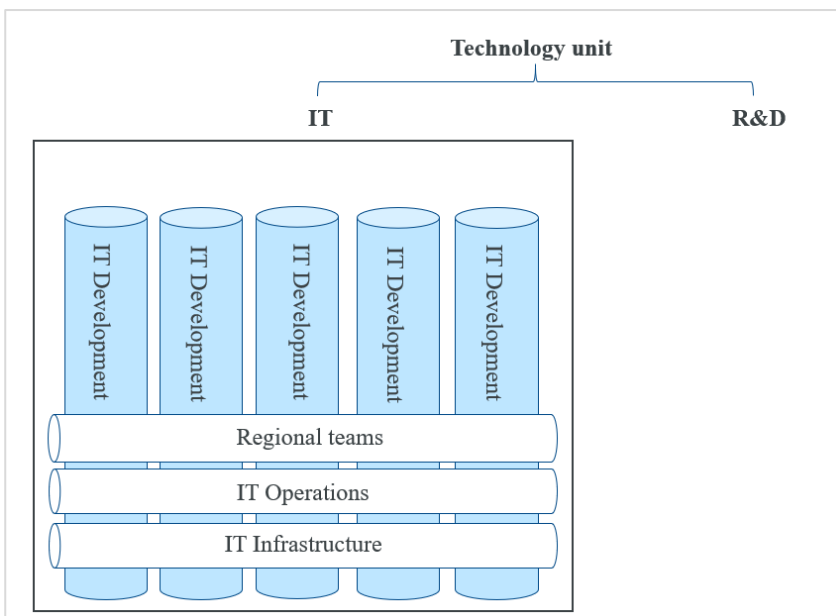 Technology unit
IT
R&D
IT Development
IT Development
IT Development
IT Development
IT Development
Regional teams
IT Operations
IT Infrastructure